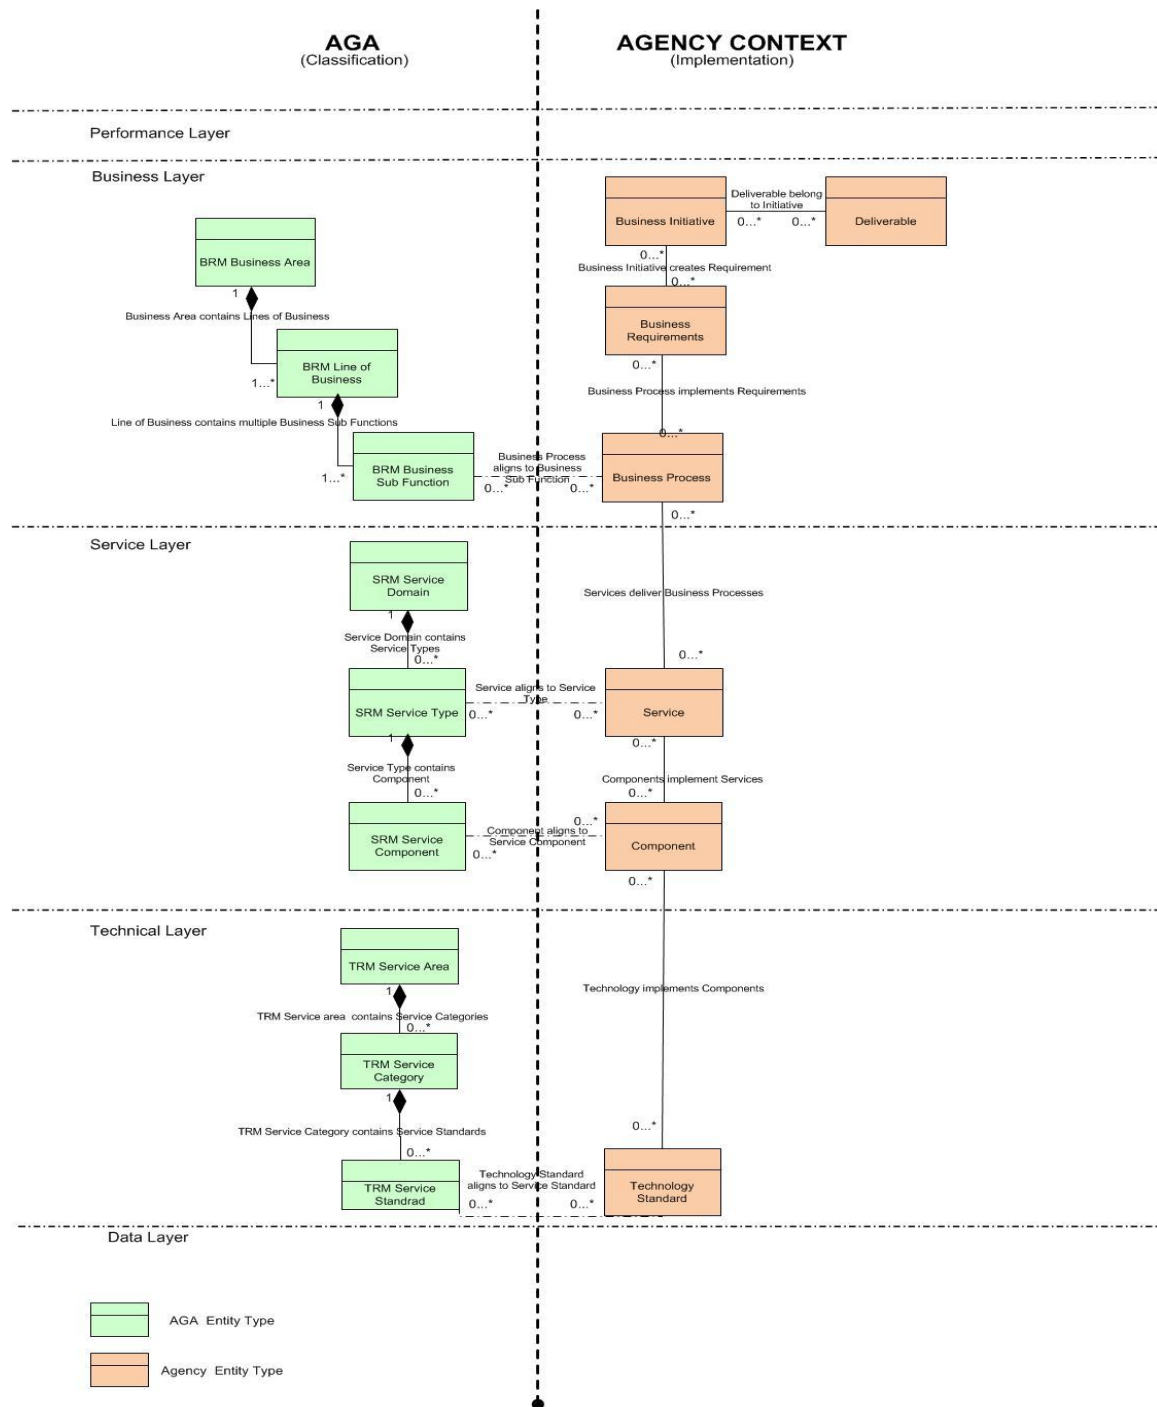 AGA
(Classification)
AGENCY CONTEXT
(Implementation)
Performance Layer
Business Layer
Business Initiative
Deliverable belong
to Initiative
0...*
0...*
Deliverable
0...*
Business Initiative creates Requirement
0...*
BRM Business Area
1
Business Area contains Lines of Business
1...*
Business
Requirements
0...*
Business Process implements Requirements
0...*
BRM Line of
Business
1
Line of Business contains multiple Business Sub Functions
1...*
BRM Business
Sub Function
Business Process
aligns to Business
Sub Function
0...*
0...*
Business Process
0...*
Service Layer
SRM Service
Domain
1
Service Domain contains
Service Types
0...*
Services deliver Business Processes
0...*
SRM Service Type
Service aligns to Service
Type
0...*
0...*
Service
1
Service Type contains
Component
0...*
0...*
Components implement Services
0...*
SRM Service
Component
0...*
Component aligns to
Service Component
0...*
Component
0...*
Technical Layer
TRM Service Area
1
TRM Service area contains Service Categories
0...*
Technology implements Components
TRM Service
Category
1
TRM Service Category contains Service Standards
0...*
0...*
TRM Service
Standrad
Technology Standard
aligns to Service Standard
0...*
0...*
Technology
Standard
Data Layer
AGA Entity Type
Agency Entity Type